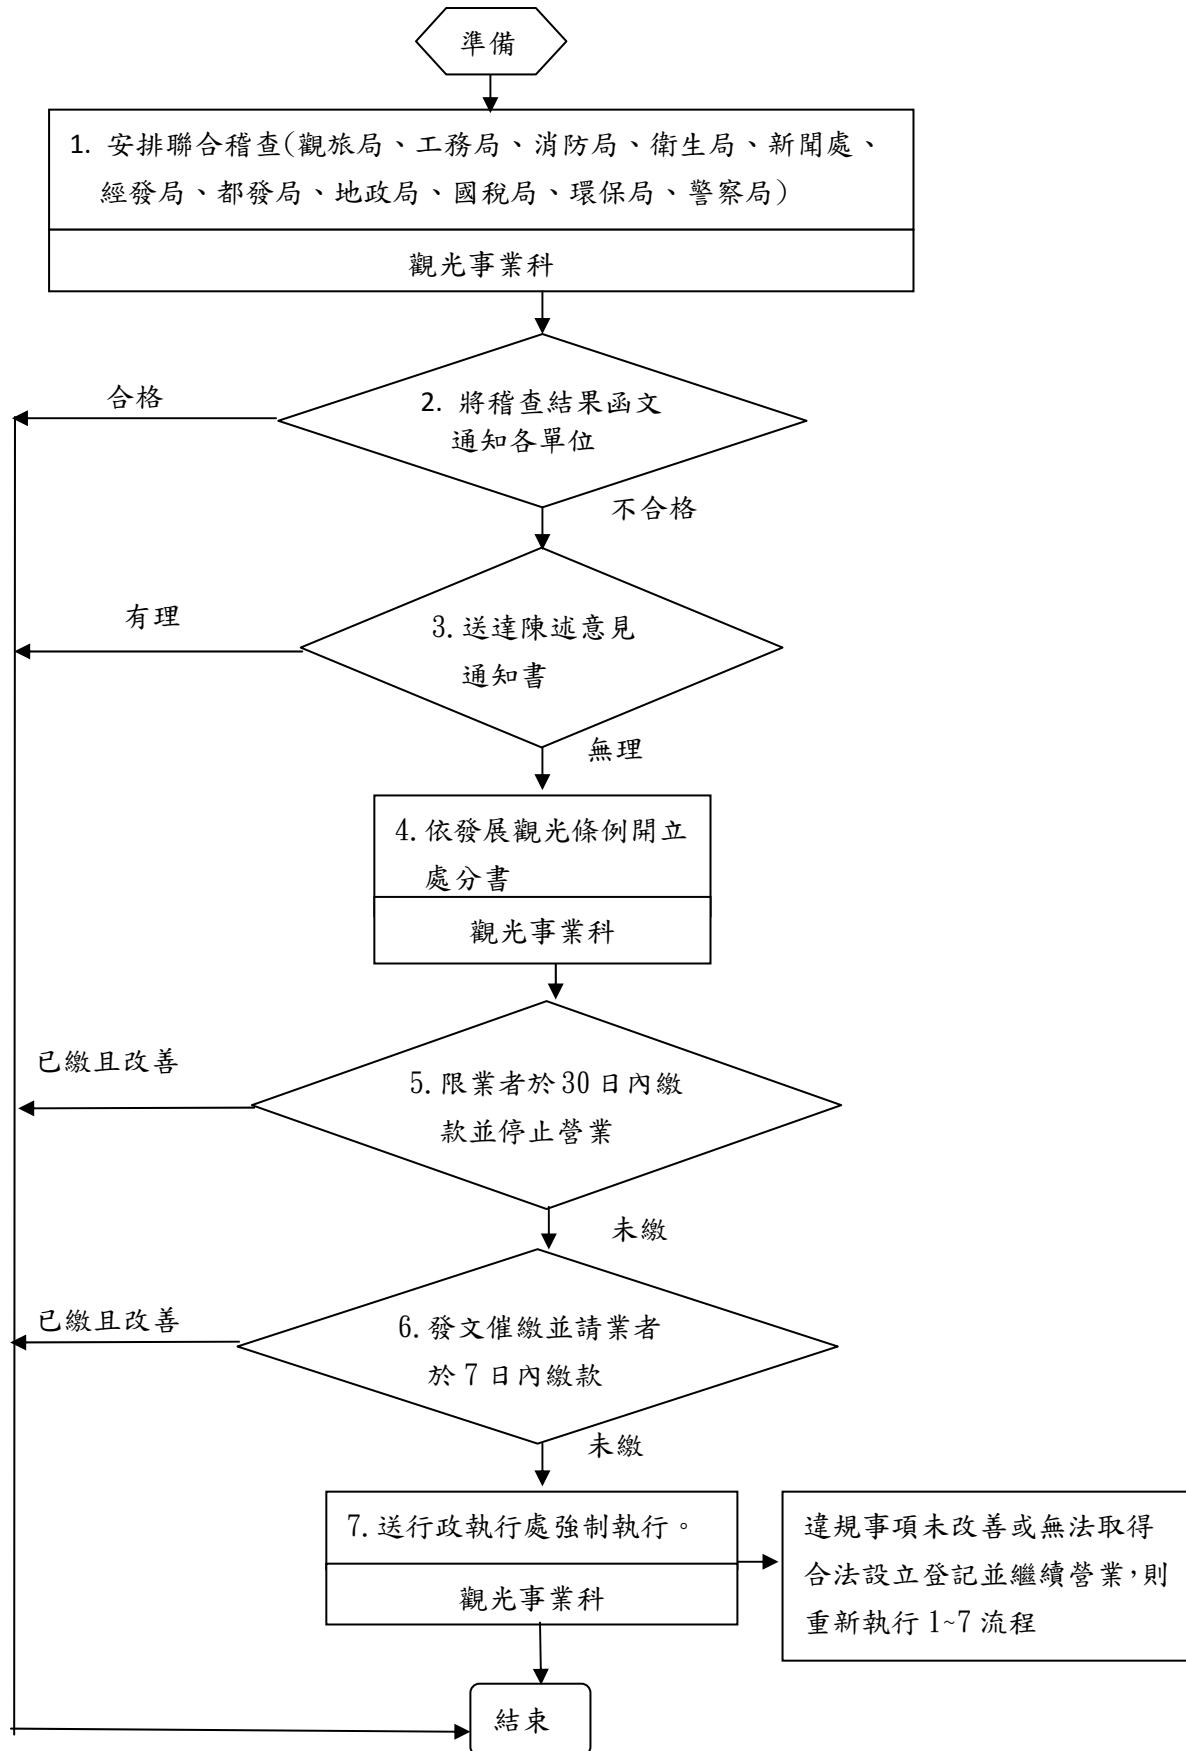 準備
1. 安排聯合稽查(觀旅局、工務局、消防局、衛生局、新聞處、
經發局、都發局、地政局、國稅局、環保局、警察局)
觀光事業科
合格
2. 將稽查結果函文
通知各單位
不合格
有理
3.送達陳述意見
通知書
無理
4.依發展觀光條例開立
處分書
觀光事業科
已繳且改善
5.限業者於30日內繳
款並停止營業
未繳
已繳且改善
6.發文催繳並請業者
於7日內繳款
未繳
7.送行政執行處強制執行。
觀光事業科
違規事項未改善或無法取得
合法設立登記並繼續營業,則
重新執行1~7流程
結束